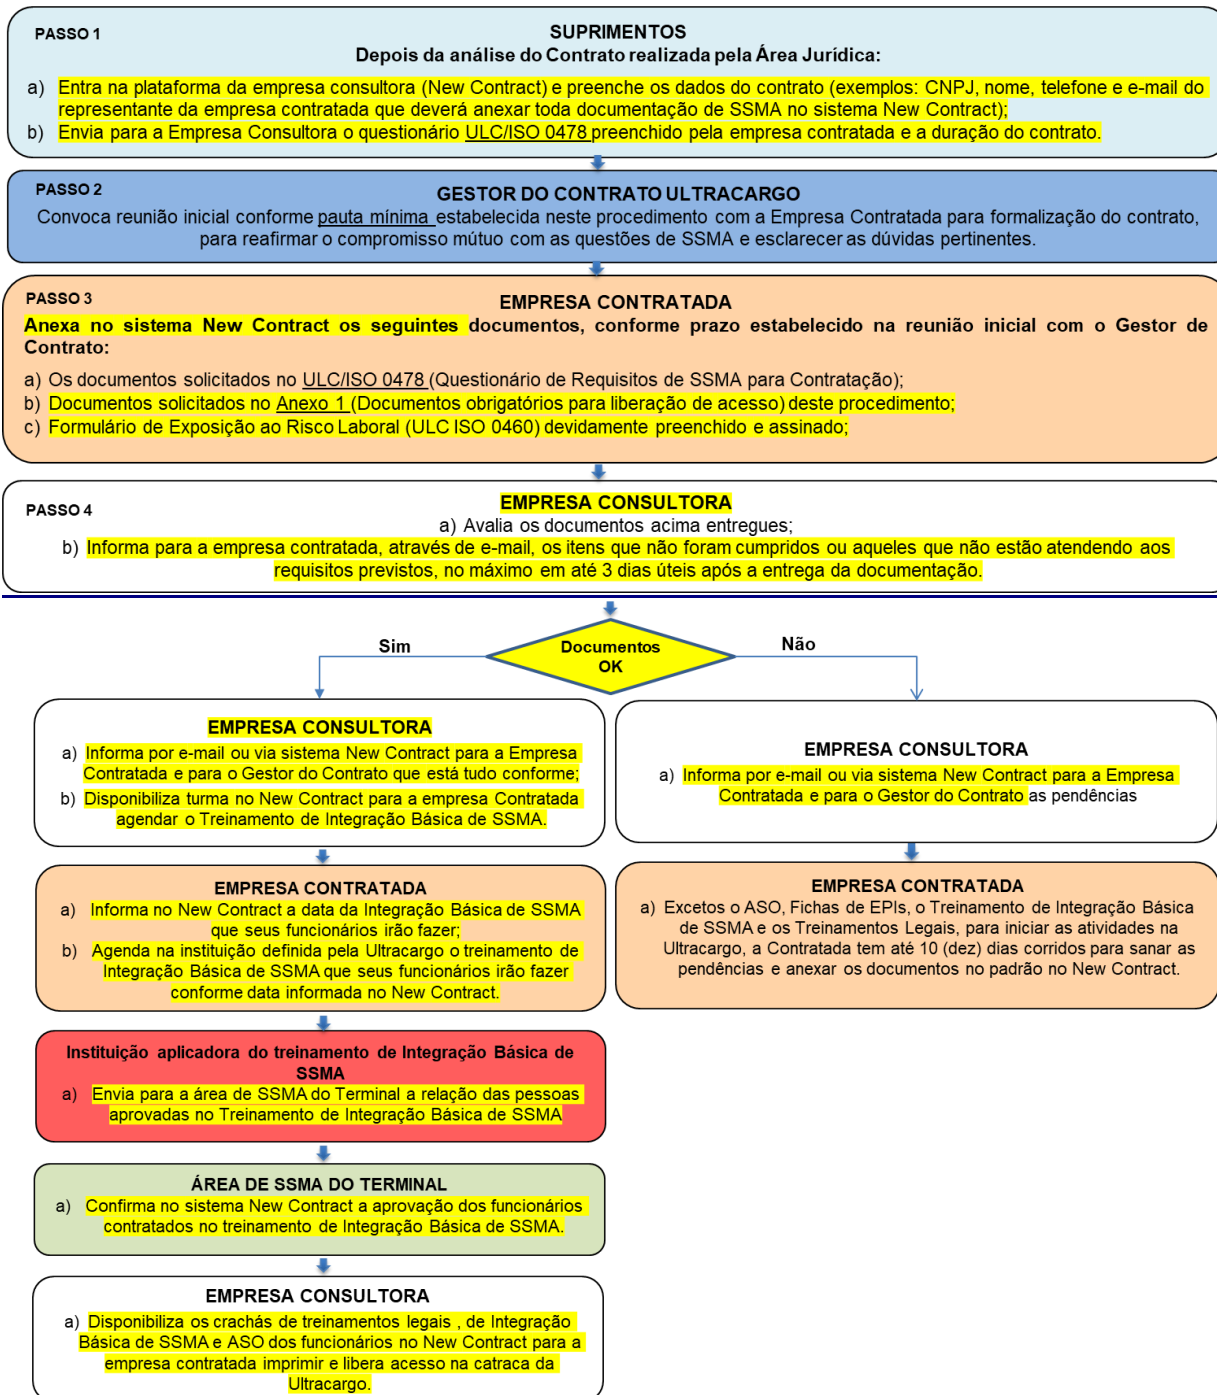 PASSO 1
SUPRIMENTOS
Depois da análise do Contrato realizada pela Área Jurídica:
a) Entra na plataforma da empresa consultora (New Contract) e preenche os dados do contrato (exemplos: CNPJ, nome, telefone e e-mail do
representante da empresa contratada que deverá anexar toda documentação de SSMA no sistema New Contract);
b) Envia para a Empresa Consultora o questionário ULC/ISO 0478 preenchido pela empresa contratada e a duração do contrato.
PASSO 2
GESTOR DO CONTRATO ULTRACARGO
Convoca reunião inicial conforme pauta mínima estabelecida neste procedimento com a Empresa Contratada para formalização do contrato,
para reafirmar o compromisso mútuo com as questões de SSMA e esclarecer as dúvidas pertinentes.
PASSO 3
EMPRESA CONTRATADA
Anexa no sistema New Contract os seguintes documentos, conforme prazo estabelecido na reunião inicial com o Gestor de
Contrato:
a) Os documentos solicitados no ULC/ISO 0478 (Questionário de Requisitos de SSMA para Contratação);
b) Documentos solicitados no Anexo 1 (Documentos obrigatórios para liberação de acesso) deste procedimento;
c) Formulário de Exposição ao Risco Laboral (ULC ISO 0460) devidamente preenchido e assinado;
PASSO 4
EMPRESA CONSULTORA
a) Avalia os documentos acima entregues;
b) Informa para a empresa contratada, através de e-mail, os itens que não foram cumpridos ou aqueles que não estão atendendo aos
requisitos previstos, no máximo em até 3 dias úteis após a entrega da documentação.
Sim
Documentos
OK
Não
EMPRESA CONSULTORA
a) Informa por e-mail ou via sistema New Contract para a Empresa
Contratada e para o Gestor do Contrato que está tudo conforme;
b) Disponibiliza turma no New Contract para a empresa Contratada
agendar o Treinamento de Integração Básica de SSMA.
EMPRESA CONSULTORA
a) Informa por e-mail ou via sistema New Contract para a Empresa
Contratada e para o Gestor do Contrato as pendências
EMPRESA CONTRATADA
a) Informa no New Contract a data da Integração Básica de SSMA
que seus funcionários irão fazer;
b) Agenda na instituição definida pela Ultracargo o treinamento de
Integração Básica de SSMA que seus funcionários irão fazer
conforme data informada no New Contract.
EMPRESA CONTRATADA
a) Excetos o ASO, Fichas de EPIs, o Treinamento de Integração Básica
de SSMA e os Treinamentos Legais, para iniciar as atividades na
Ultracargo, a Contratada tem até 10 (dez) dias corridos para sanar as
pendências e anexar os documentos no padrão no New Contract.
Instituição aplicadora do treinamento de Integração Básica de
SSMA
a) Envia para a área de SSMA do Terminal a relação das pessoas
aprovadas no Treinamento de Integração Básica de SSMA
ÁREA DE SSMA DO TERMINAL
a) Confirma no sistema New Contract a aprovação dos funcionários
contratados no treinamento de Integração Básica de SSMA.
EMPRESA CONSULTORA
a) Disponibiliza os crachás de treinamentos legais , de Integração
Básica de SSMA e ASO dos funcionários no New Contract para a
empresa contratada imprimir e libera acesso na catraca da
Ultracargo.